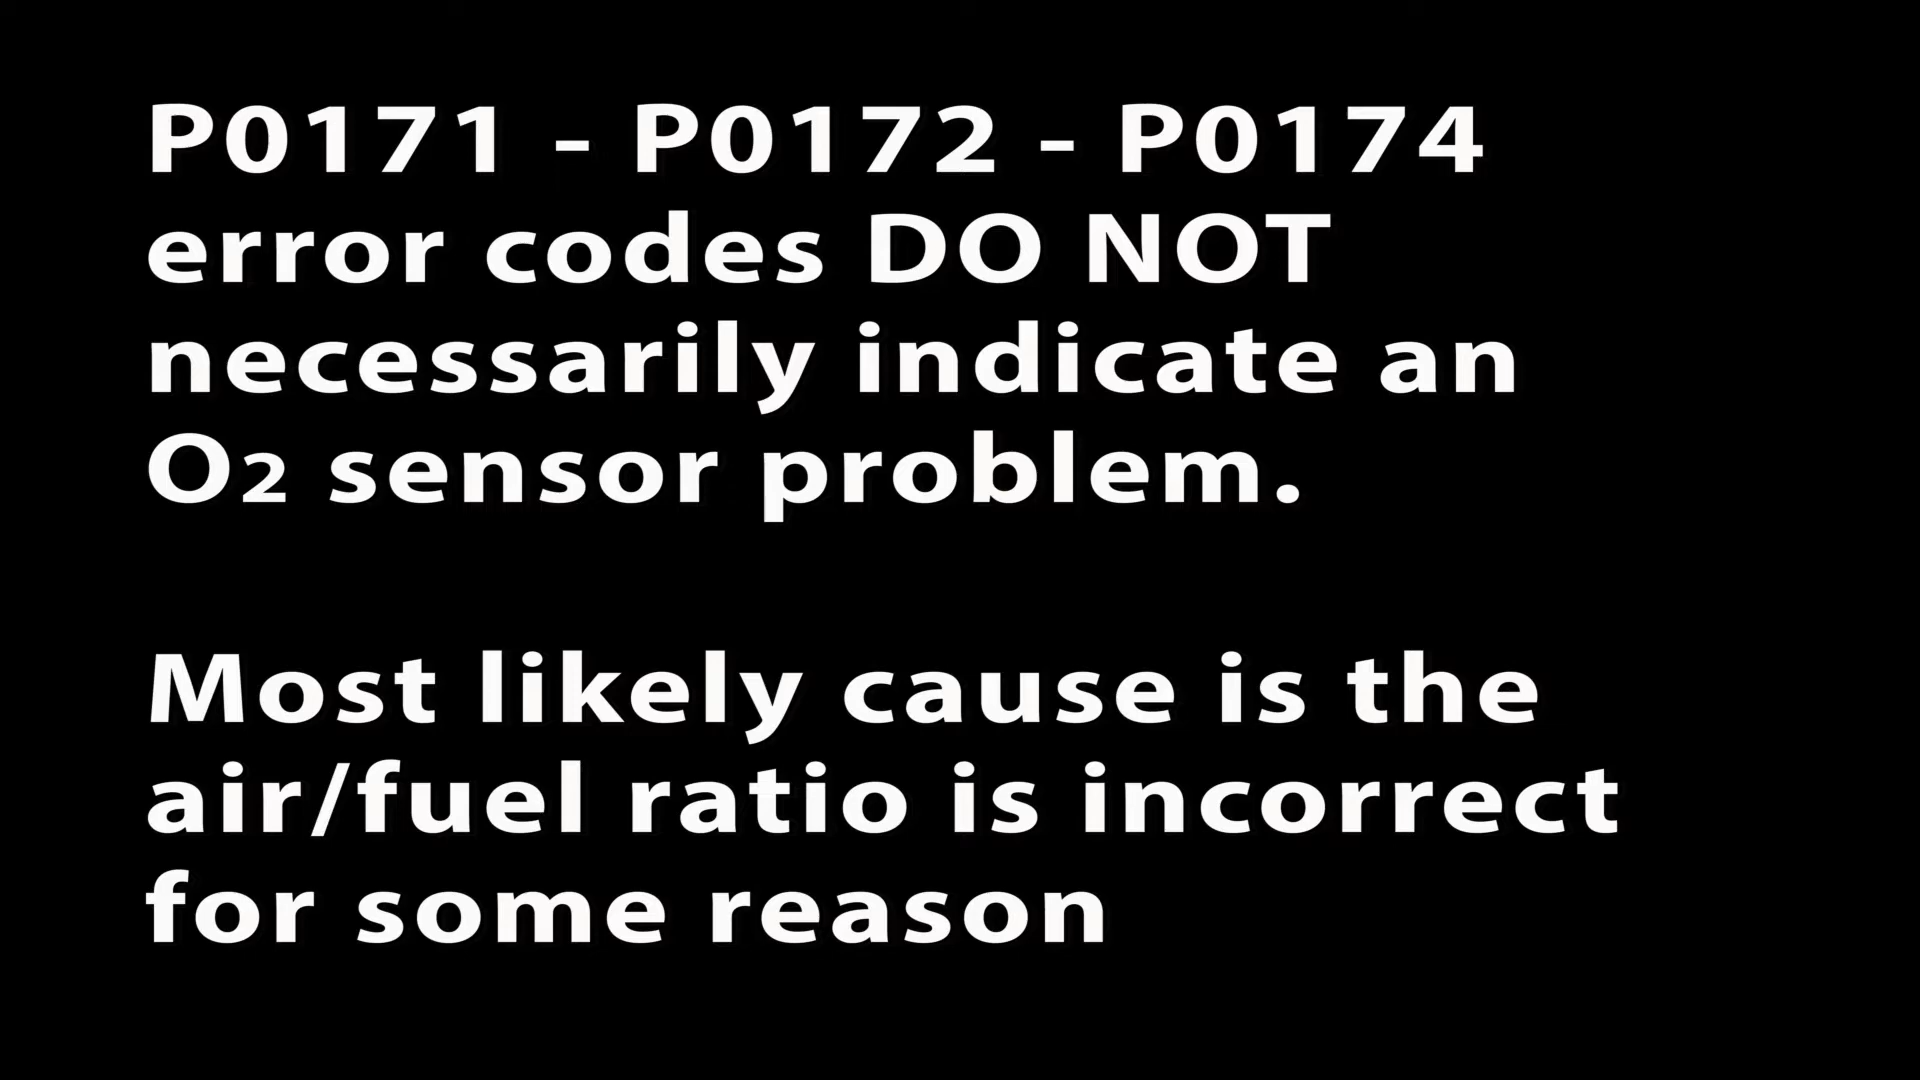 P0171 - P0172 - P0174
error codes DO NOT
necessarily indicate an
O2 sensor problem.
Most likely cause is the
air/fuel ratio is incorrect
for some reason